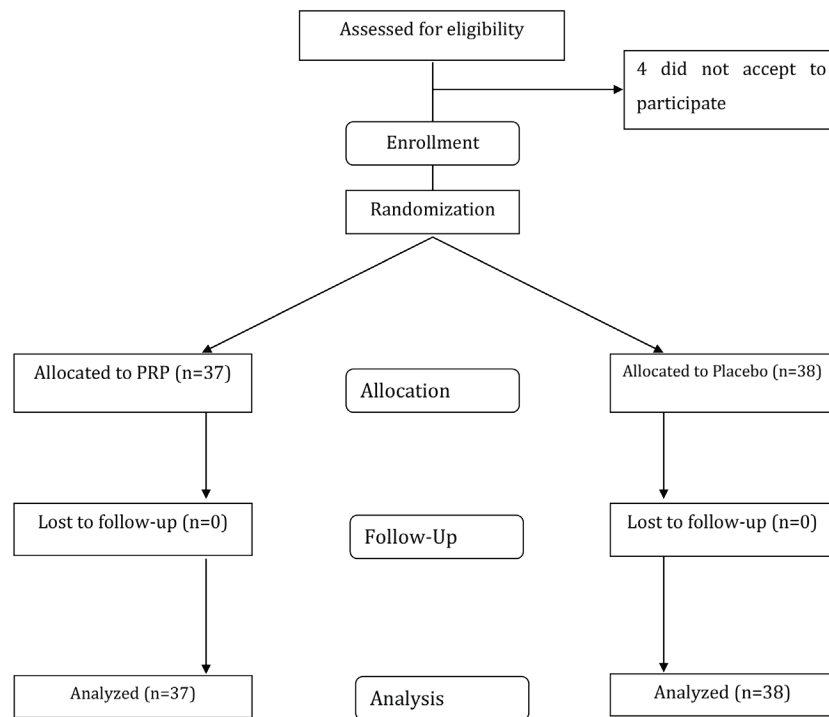 Assessed for eligibility
4 did not accept to
participate
Enrollment
Randomization
Allocated to PRP (n=37)
Allocation
Allocated to Placebo (n=38)
Lost to follow-up (n=0)
Follow-Up
Lost to follow-up (n=0)
Analyzed (n=37)
Analysis
Analyzed (n=38)